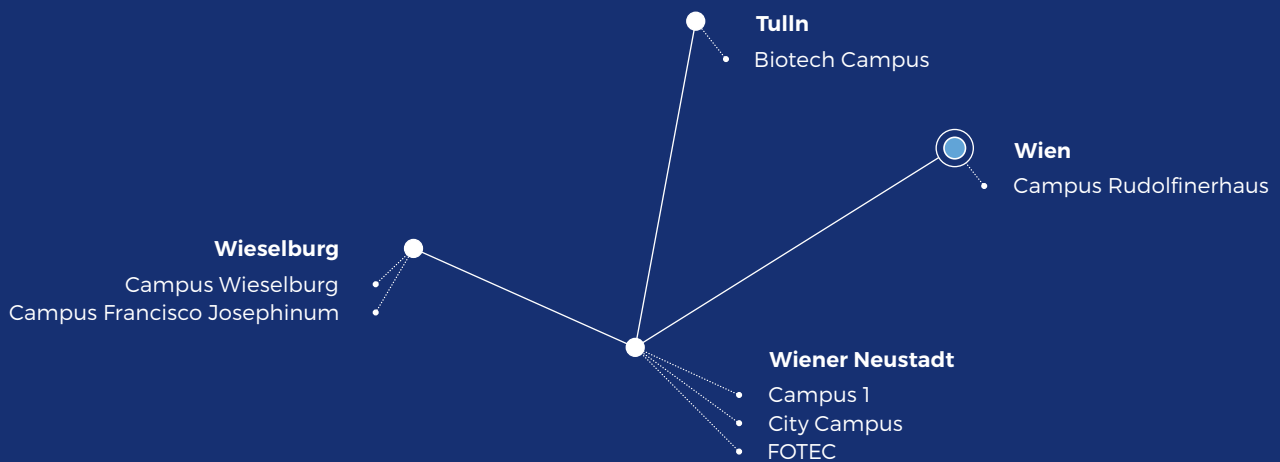 Tulln
Biotech Campus
Wien
Campus Rudolfinerhaus
Wieselburg
Campus Wieselburg
Campus Francisco Josephinum
Wiener Neustadt
Campus 1
City Campus
FOTEC